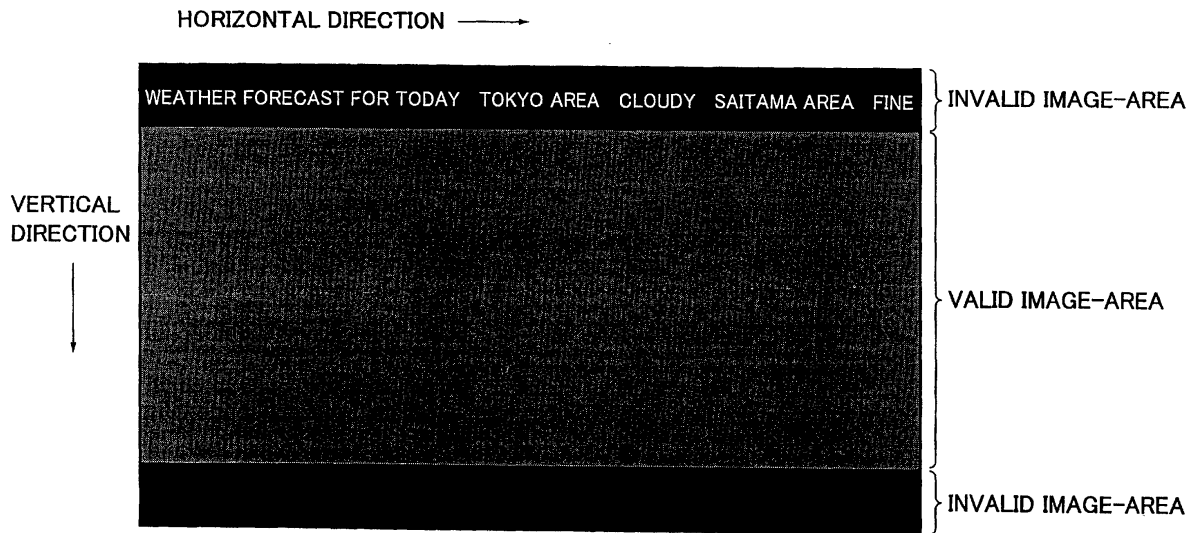 HORIZONTAL DIRECTION
WEATHER FORECAST FOR TODAY TOKYO AREA CLOUDY SAITAMA AREA FINE
INVALID IMAGE-AREA
VERTICAL
DIRECTION
VALID IMAGE-AREA
INVALID IMAGE-AREA